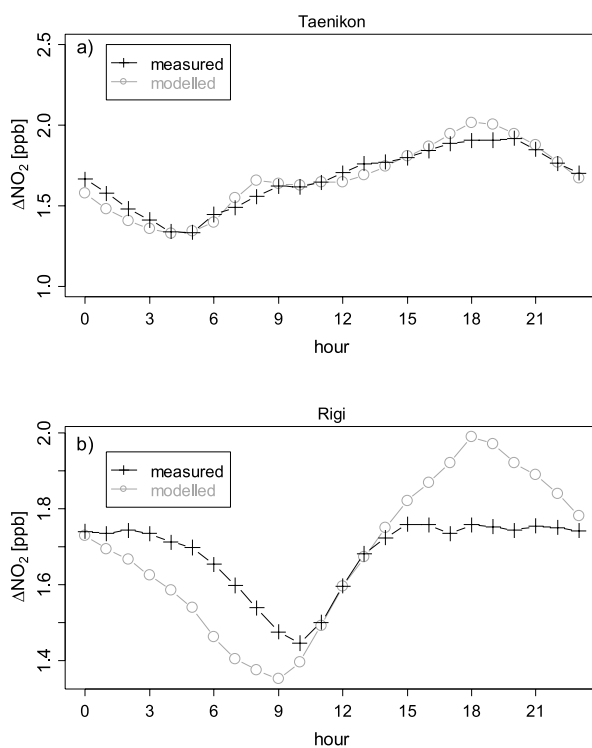 Taenikon
a)
measured
modelled
2.5
2.0
1.5
1.0
ΔNO₂ [ppb]
0 3 6 9 12 15 18 21
hour
Rigi
b)
measured
modelled
2.0
1.8
1.6
1.4
ΔNO₂ [ppb]
0 3 6 9 12 15 18 21
hour